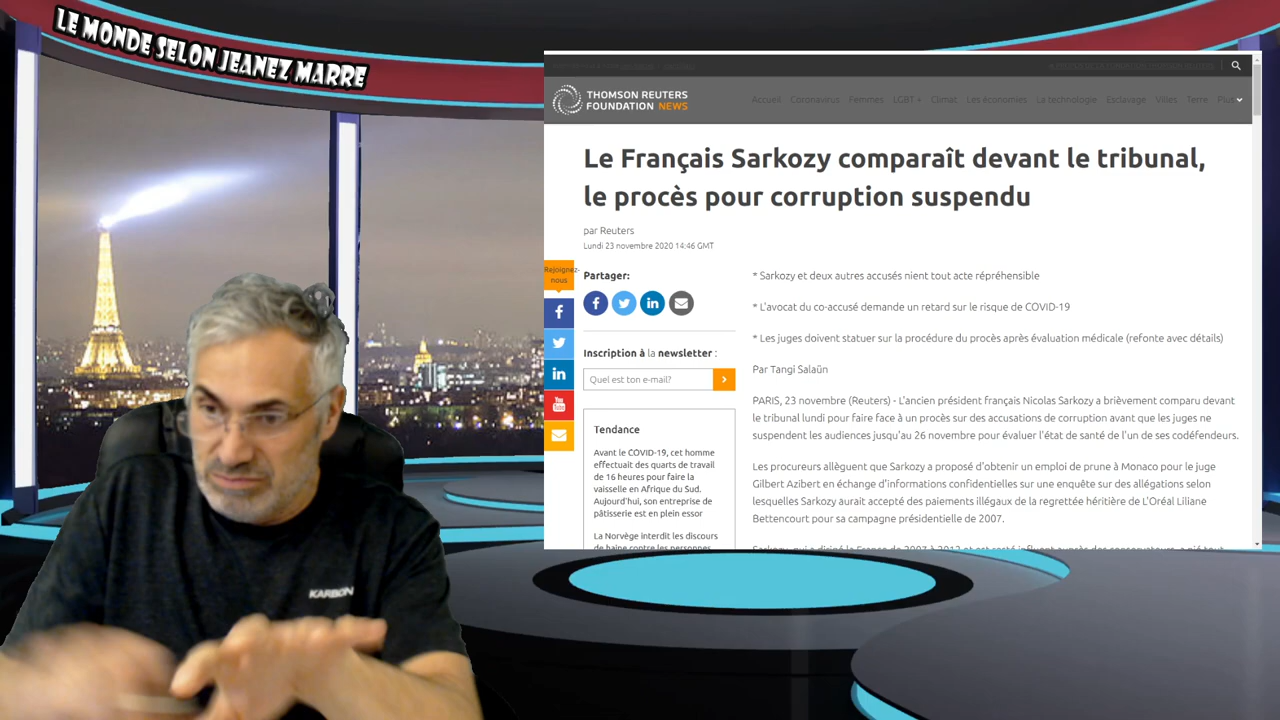 LE MONDE SELON JEANEZ MARRE
THOMSON REUTERS
FOUNDATION NEWS
Accueil Coronavirus Femmes LGBT + Climat Les économies La technologie Esclavage Villes Terre Plus
Le Français Sarkozy comparaît devant le tribunal,
le procès pour corruption suspendu
par Reuters
Lundi 23 novembre 2020 14:46 GMT
Rejoignez-
nous
Partager:
Inscription à la newsletter :
Quel est ton e-mail?
Tendance
Avant le COVID-19, cet homme
effectuait des quarts de travail
de 16 heures pour faire la
vaisselle en Afrique du Sud.
Aujourd'hui, son entreprise de
pâtisserie est en plein essor
La Norvège interdit les discours
de haine contre les personnes
* Sarkozy et deux autres accusés nient tout acte répréhensible
* L'avocat du co-accusé demande un retard sur le risque de COVID-19
* Les juges doivent statuer sur la procédure du procès après évaluation médicale (refonte avec détails)
Par Tangi Salaün
PARIS, 23 novembre (Reuters) - L'ancien président français Nicolas Sarkozy a brièvement comparu devant
le tribunal lundi pour faire face à un procès sur des accusations de corruption avant que les juges ne
suspendent les audiences jusqu'au 26 novembre pour évaluer l'état de santé de l'un de ses codéfendeurs.
Les procureurs allèguent que Sarkozy a proposé d'obtenir un emploi de prune à Monaco pour le juge
Gilbert Azibert en échange d'informations confidentielles sur une enquête sur des allégations selon
lesquelles Sarkozy aurait accepté des paiements illégaux de la regrettée héritière de L'Oréal Liliane
Bettencourt pour sa campagne présidentielle de 2007.
KARBON